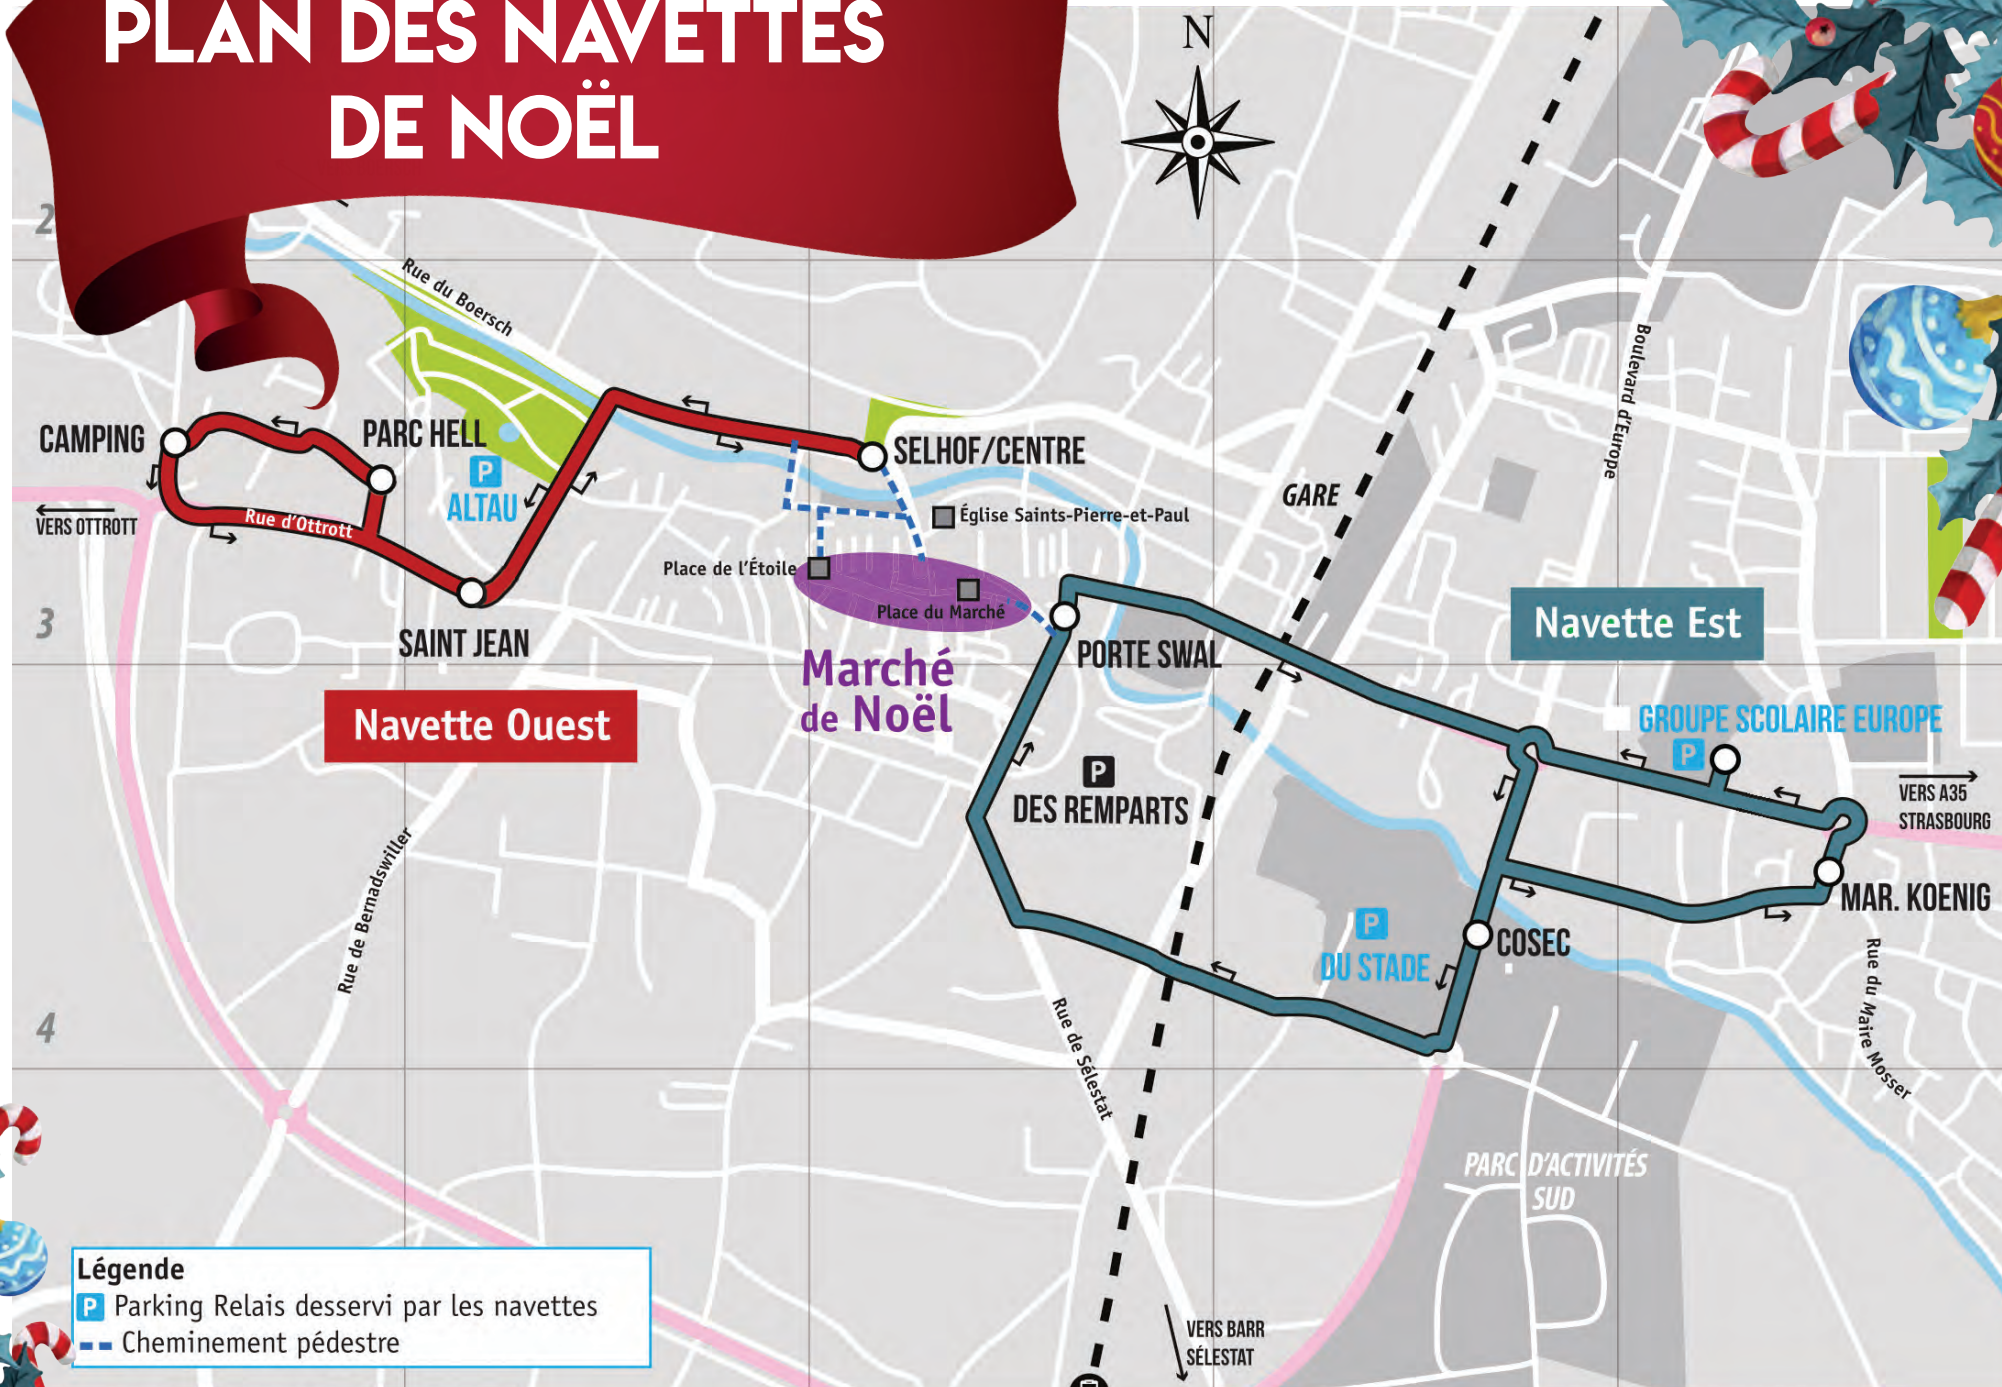 PLAN DES NAVETTES
DE NOËL
N
2
Rue du Boersch
Boulevard d'Europe
CAMPING
PARC HELL
P
ALTAU
SELHOF/CENTRE
GARE
VERS OTTROTT
Rue d'Ottrott
Église Saints-Pierre-et-Paul
Place de l'Étoile
Place du Marché
3
SAINT JEAN
PORTE SWAL
Navette Est
Marché
de Noël
Navette Ouest
GROUPE SCOLAIRE EUROPE
P
P
DES REMPARTS
VERS A35
STRASBOURG
Rue de Bernadswiller
MAR. KOENIG
P
DU STADE
COSEC
Rue du Maire Mosser
4
Rue de Sélestat
PARC D'ACTIVITÉS
SUD
Légende
P Parking Relais desservi par les navettes
Cheminement pédestre
VERS BARR
SÉLESTAT